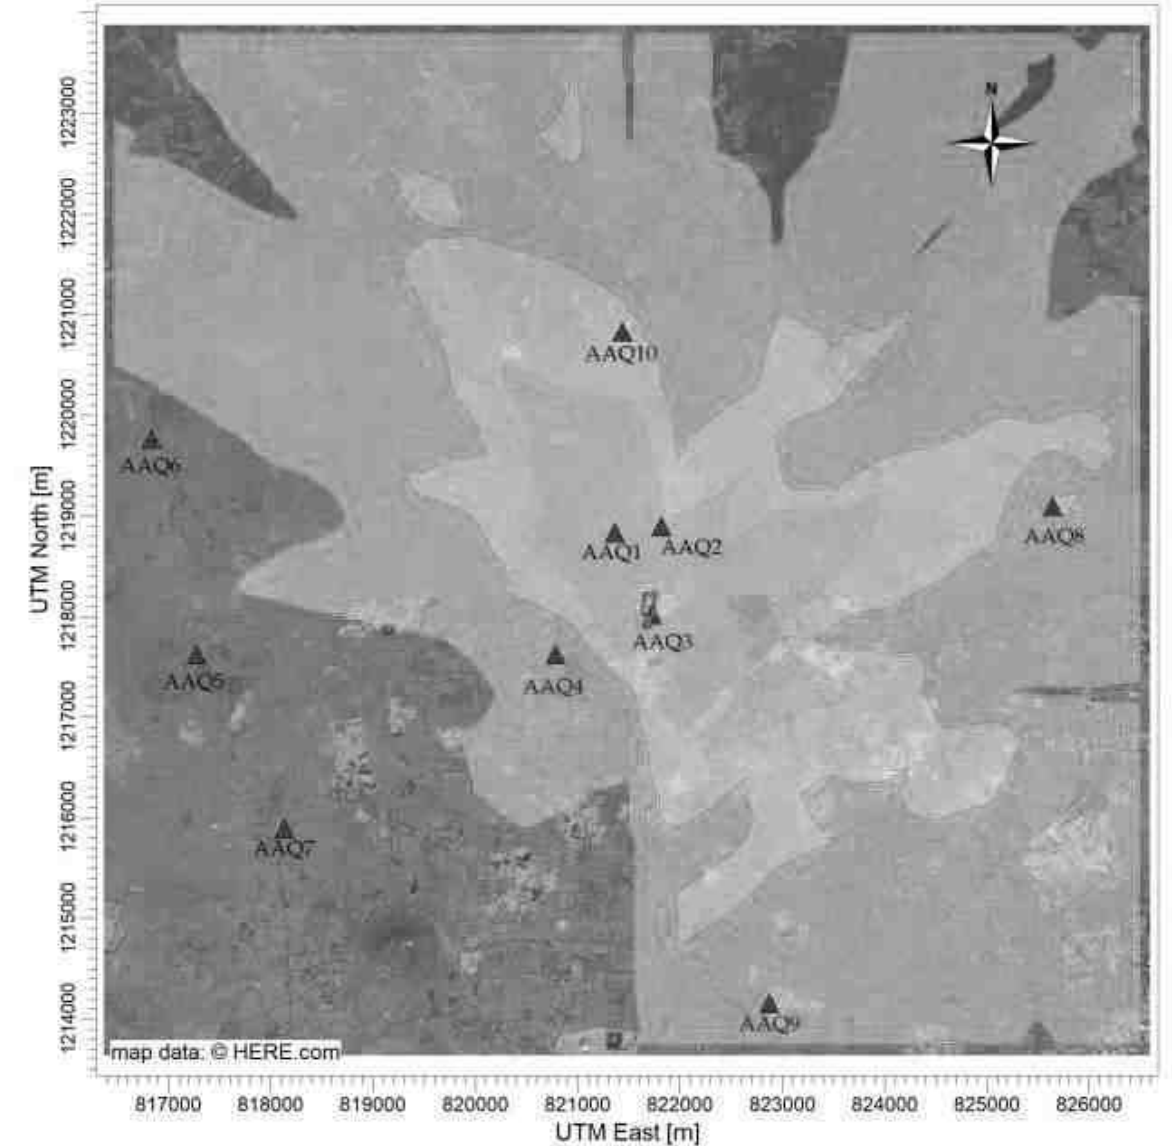 N
1223000
1222000
1221000
1220000
1219000
1218000
1217000
1216000
1215000
1214000
UTM North [m]
AAQ10
AAQ6
AAQ8
AAQ1
AAQ2
AAQ3
AAQ5
AAQ4
AAQ7
AAQ9
map data: © HERE.com
817000 818000 819000 820000 821000 822000 823000 824000 825000 826000
UTM East [m]